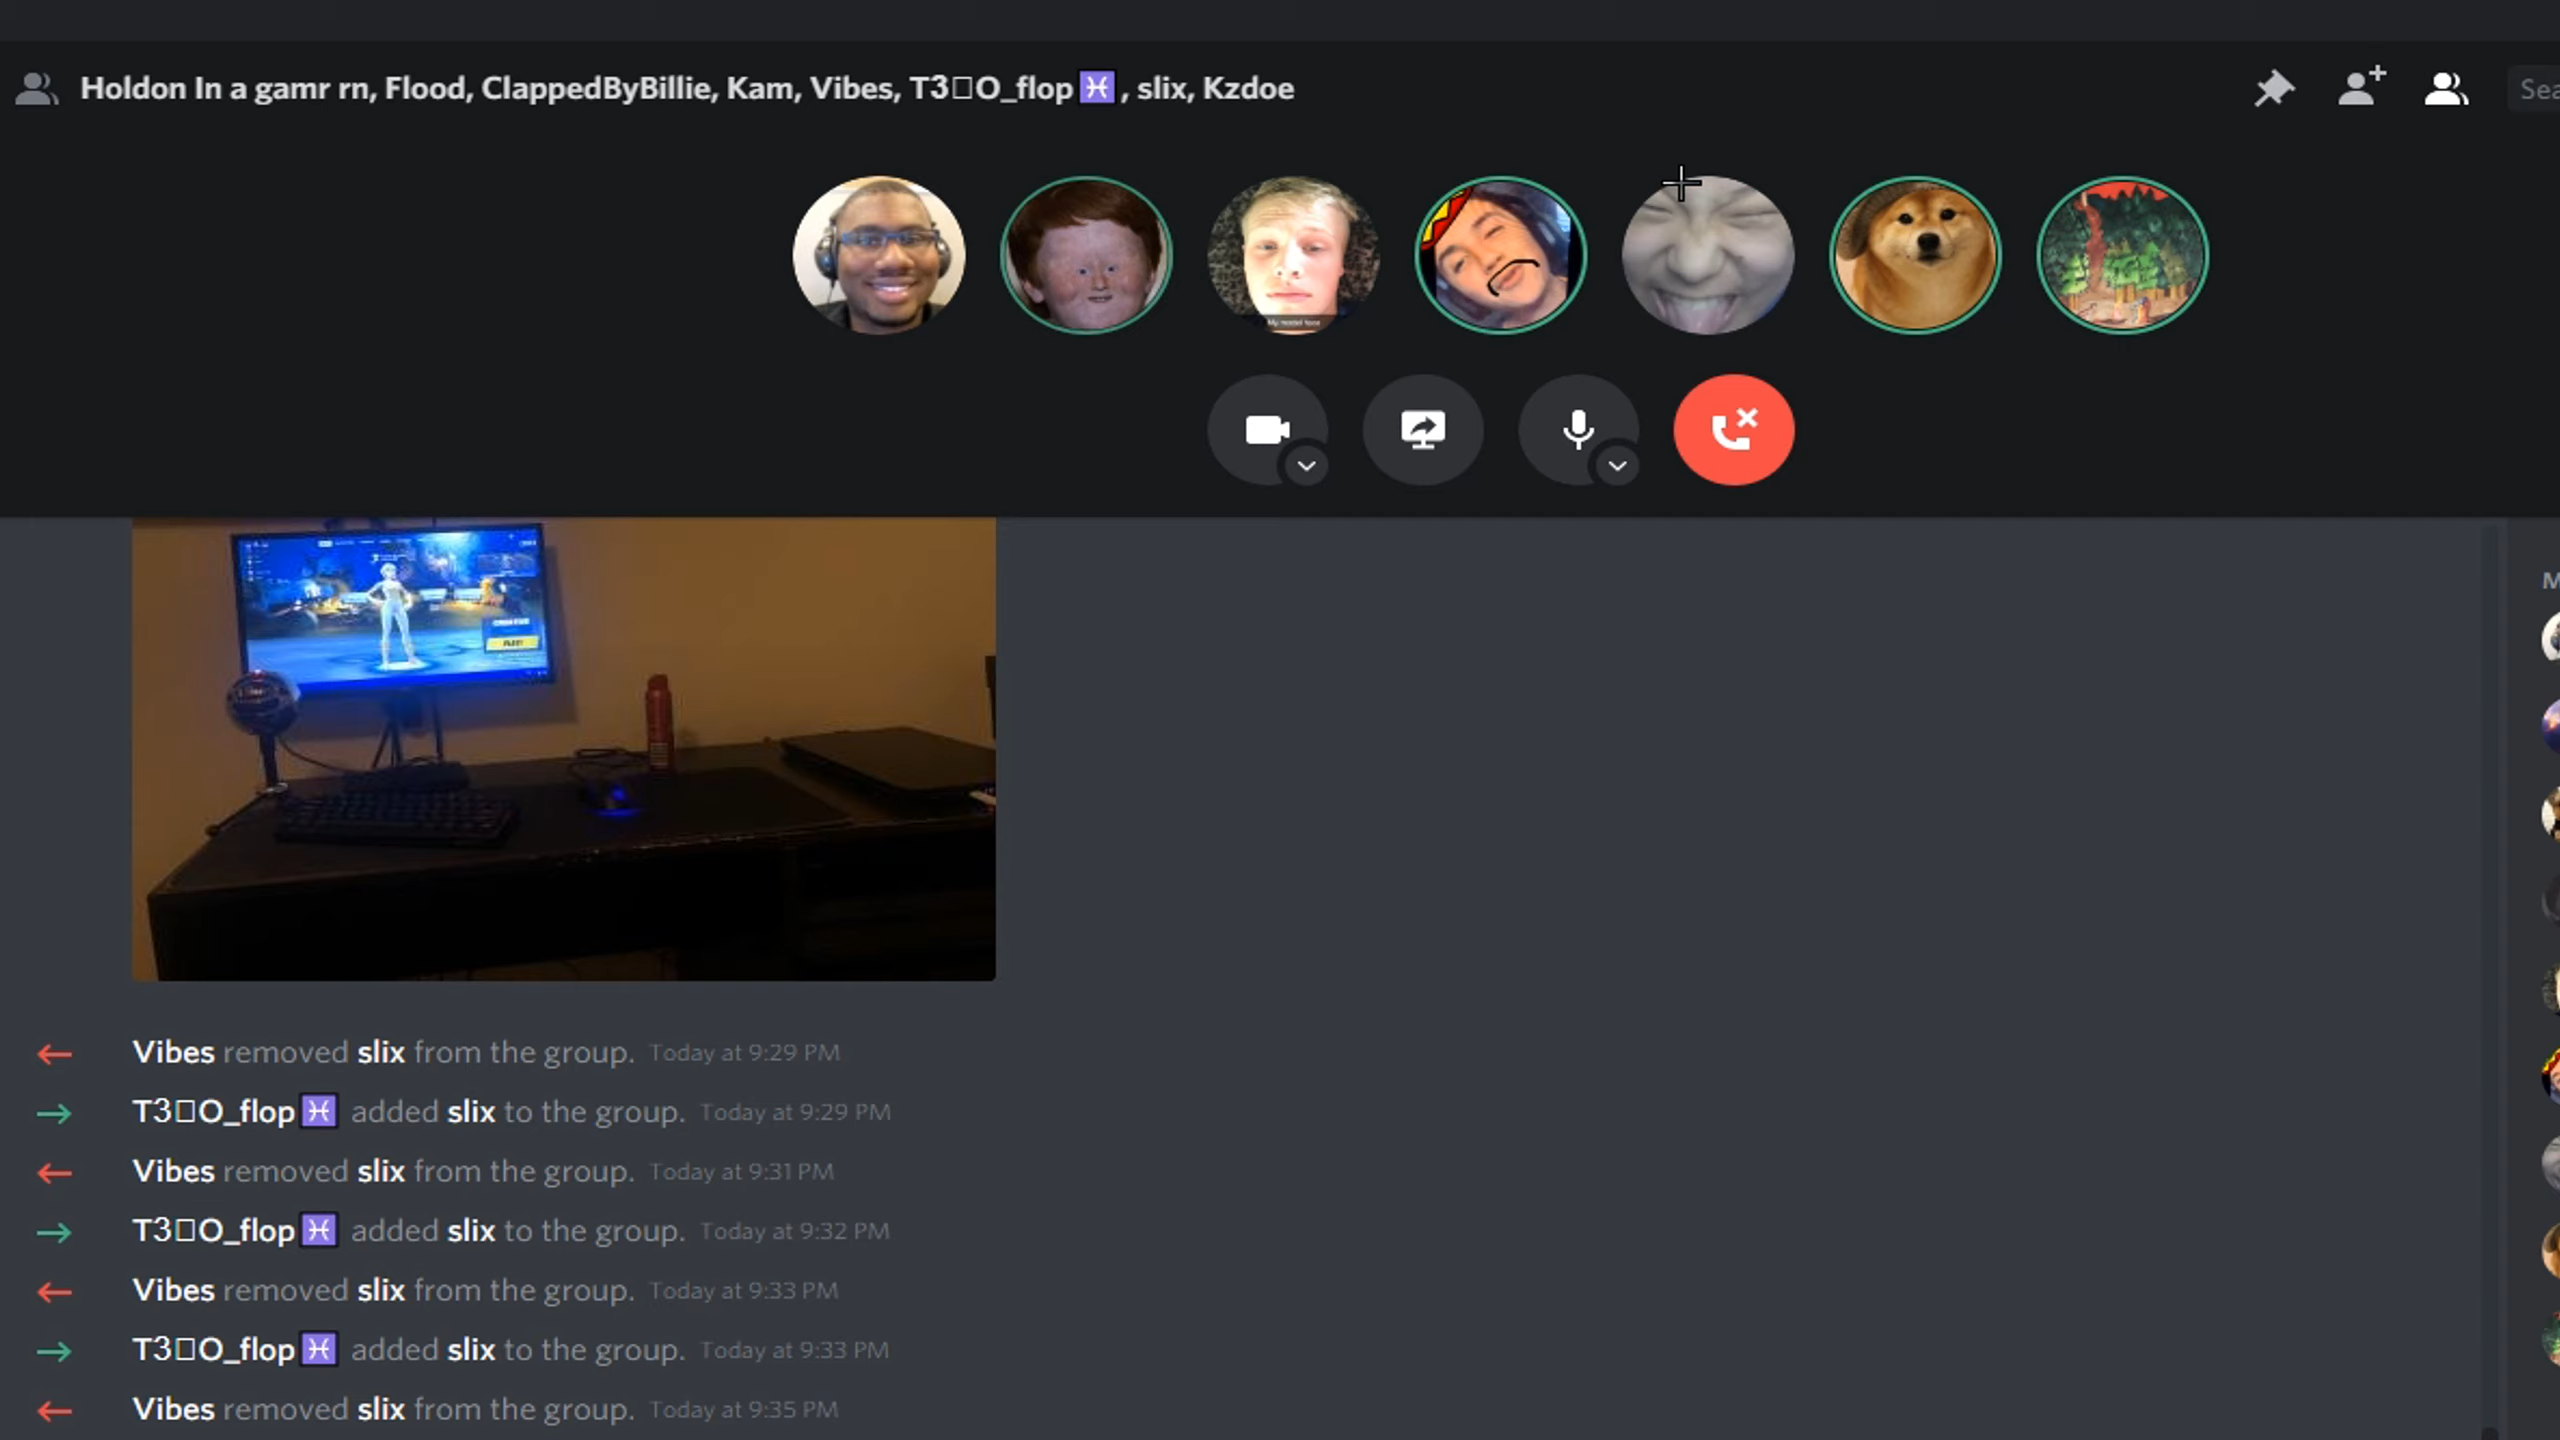 Holdon In a gamr rn, Flood, ClappedByBillie, Kam, Vibes, T3□O_flop♓, slix, Kzdoe
Sea
M
Vibes removed slix from the group. Today at 9:29 PM
T3□O_flop♓ added slix to the group. Today at 9:29 PM
Vibes removed slix from the group. Today at 9:31 PM
T3□O_flop♓ added slix to the group. Today at 9:32 PM
Vibes removed slix from the group. Today at 9:33 PM
T3□O_flop♓ added slix to the group. Today at 9:33 PM
Vibes removed slix from the group. Today at 9:35 PM